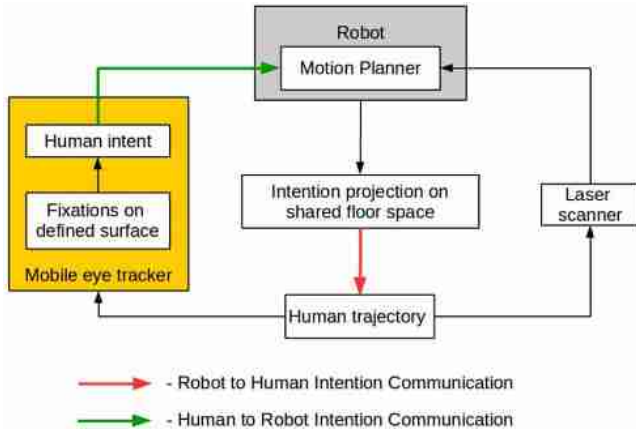 Robot
Motion Planner
Human intent
Fixations on
defined surface
Mobile eye tracker
Intention projection on
shared floor space
Laser
scanner
Human trajectory
- Robot to Human Intention Communication
- Human to Robot Intention Communication